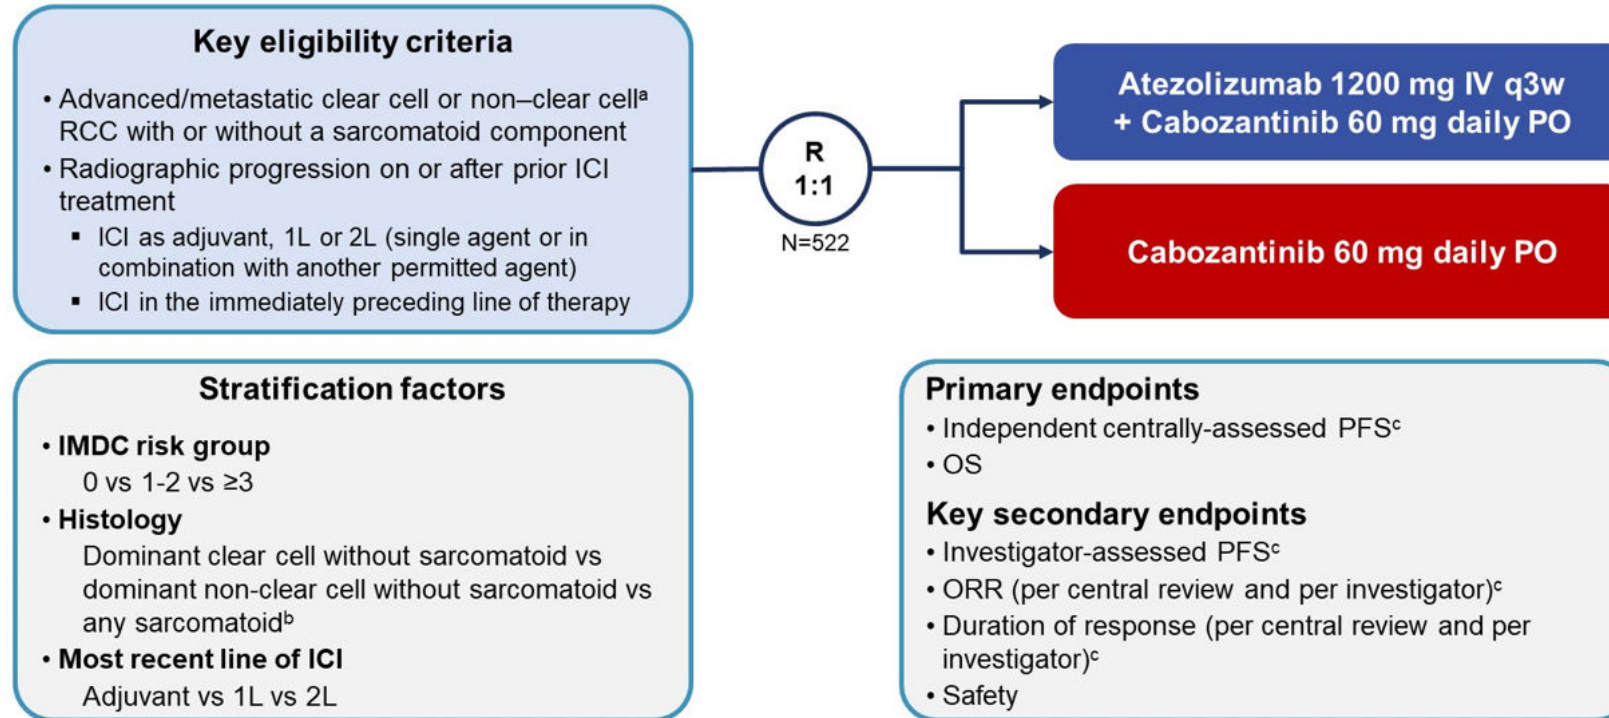 Key eligibility criteria
• Advanced/metastatic clear cell or non–clear cellᵃ
RCC with or without a sarcomatoid component
• Radiographic progression on or after prior ICI
treatment
▪ ICI as adjuvant, 1L or 2L (single agent or in
combination with another permitted agent)
▪ ICI in the immediately preceding line of therapy
R
1:1
N=522
Atezolizumab 1200 mg IV q3w
+ Cabozantinib 60 mg daily PO
Cabozantinib 60 mg daily PO
Stratification factors
• IMDC risk group
0 vs 1-2 vs ≥3
• Histology
Dominant clear cell without sarcomatoid vs
dominant non-clear cell without sarcomatoid vs
any sarcomatoidᵇ
• Most recent line of ICI
Adjuvant vs 1L vs 2L
Primary endpoints
• Independent centrally-assessed PFSᶜ
• OS
Key secondary endpoints
• Investigator-assessed PFSᶜ
• ORR (per central review and per investigator)ᶜ
• Duration of response (per central review and per
investigator)ᶜ
• Safety